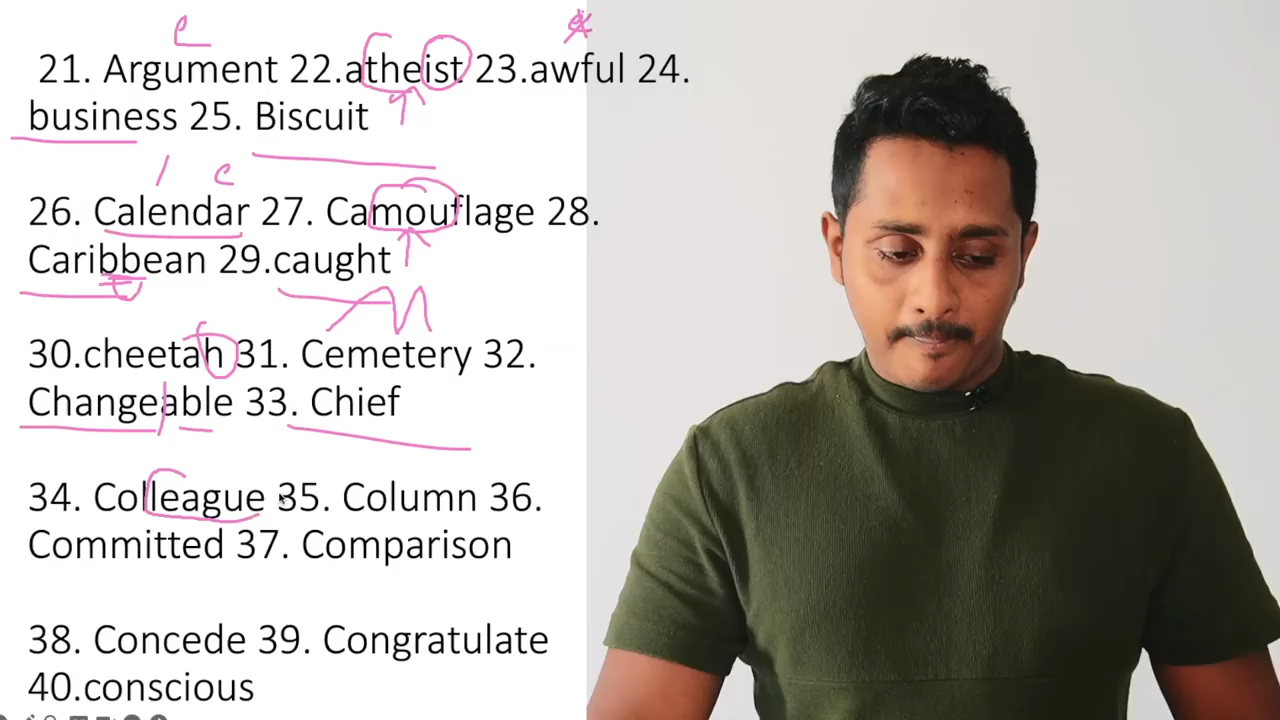 21. Argument 22.atheist 23.awful 24.
business 25. Biscuit
26. Calendar 27. Camouflage 28.
Caribbean 29.caught
30.cheetah 31. Cemetery 32.
Changeable 33. Chief
34. Colleague 35. Column 36.
Committed 37. Comparison
38. Concede 39. Congratulate
40.conscious